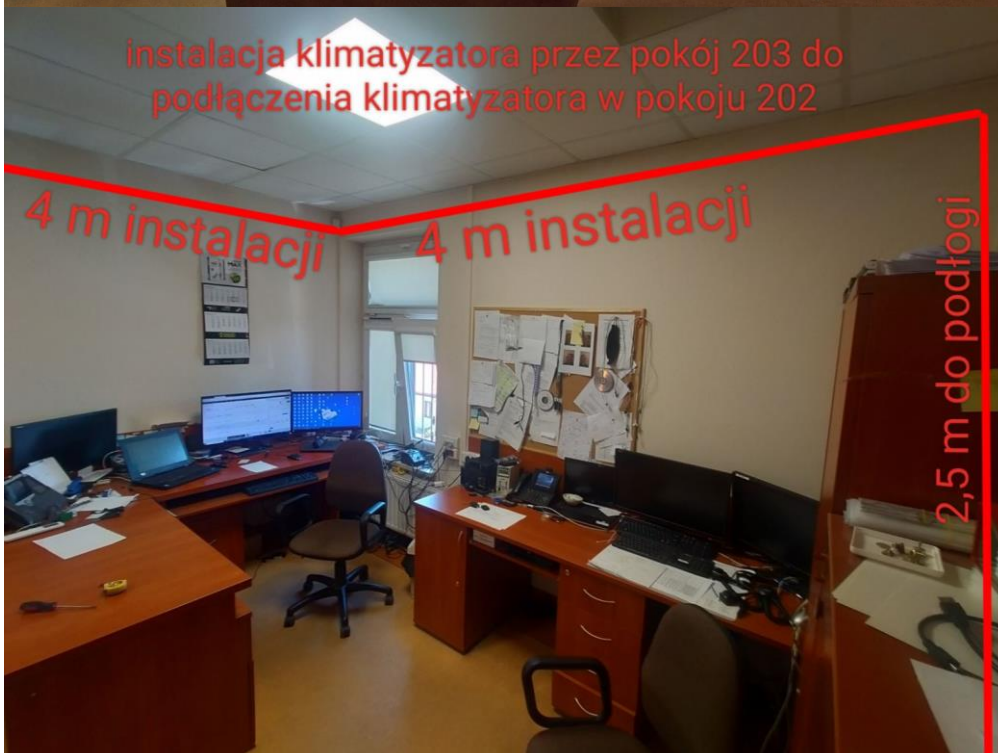 instalacja klimatyzatora przez pokój 203 do
podłączenia klimatyzatora w pokoju 202
4 m instalacji
4 m instalacji
2,5 m do podłogi